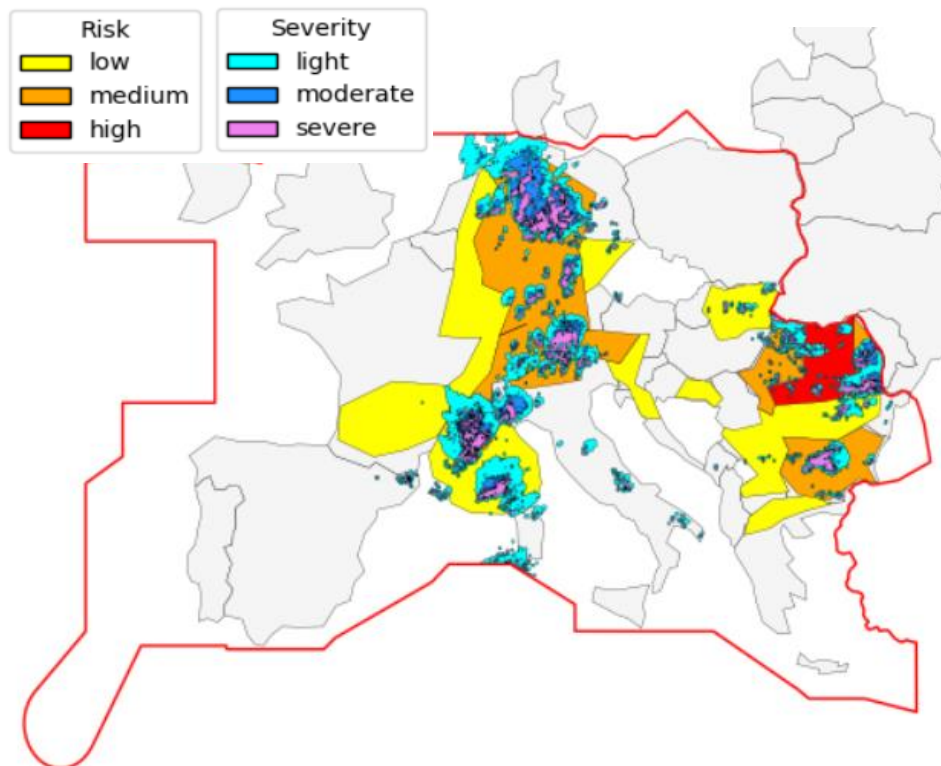 Risk
low
medium
high
Severity
light
moderate
severe